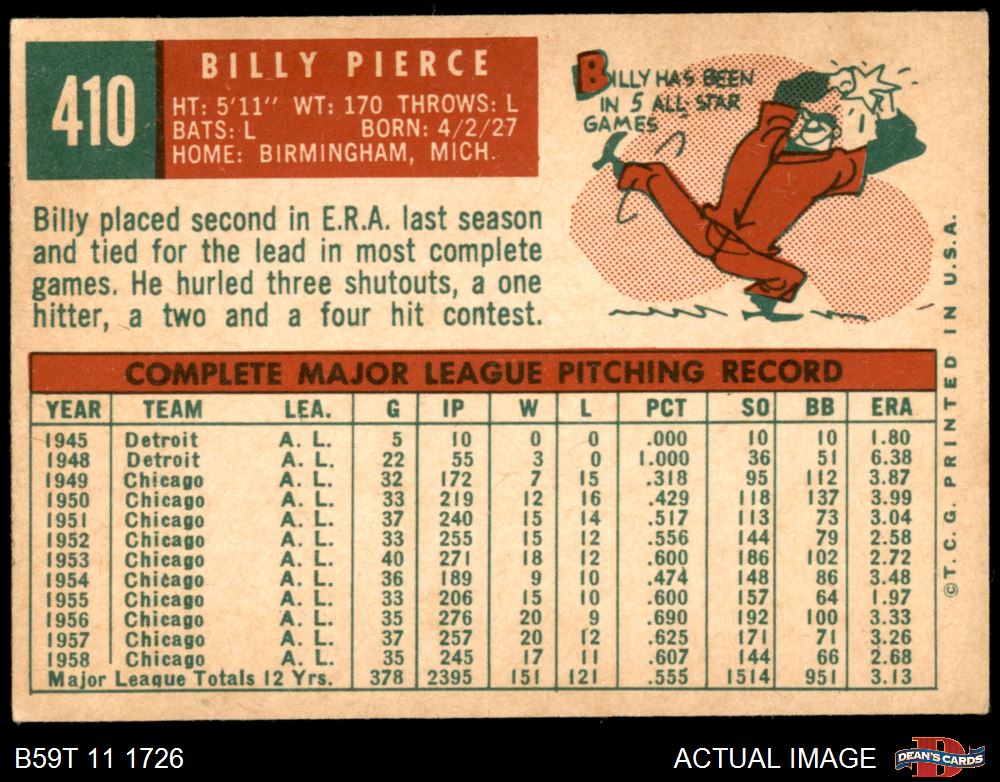 410
BILLY PIERCE
HT: 5'11" WT: 170 THROWS: L
BATS: L BORN: 4/2/27
HOME: BIRMINGHAM, MICH.
BILLY HAS BEEN
IN 5 ALL STAR
GAMES
Billy placed second in E.R.A. last season
and tied for the lead in most complete
games. He hurled three shutouts, a one
hitter, a two and a four hit contest.
COMPLETE MAJOR LEAGUE PITCHING RECORD
YEAR TEAM LEA. G IP W L PCT SO BB ERA
1945 Detroit A. L. 5 10 0 0 .000 10 10 1.80
1948 Detroit A. L. 22 55 3 0 1.000 36 51 6.38
1949 Chicago A. L. 32 172 7 15 .318 95 112 3.87
1950 Chicago A. L. 33 219 12 16 .429 118 137 3.99
1951 Chicago A. L. 37 240 15 14 .517 113 73 3.04
1952 Chicago A. L. 33 255 15 12 .556 144 79 2.58
1953 Chicago A. L. 40 271 18 12 .600 186 102 2.72
1954 Chicago A. L. 36 189 9 10 .474 148 86 3.48
1955 Chicago A. L. 33 206 15 10 .600 157 64 1.97
1956 Chicago A. L. 35 276 20 9 .690 192 100 3.33
1957 Chicago A. L. 37 257 20 12 .625 171 71 3.26
1958 Chicago A. L. 35 245 17 11 .607 144 66 2.68
Major League Totals 12 Yrs. 378 2395 151 121 .555 1514 951 3.13
©T. C. G. PRINTED IN U.S.A.
B59T 11 1726
ACTUAL IMAGE
D
DEAN'S CARDS